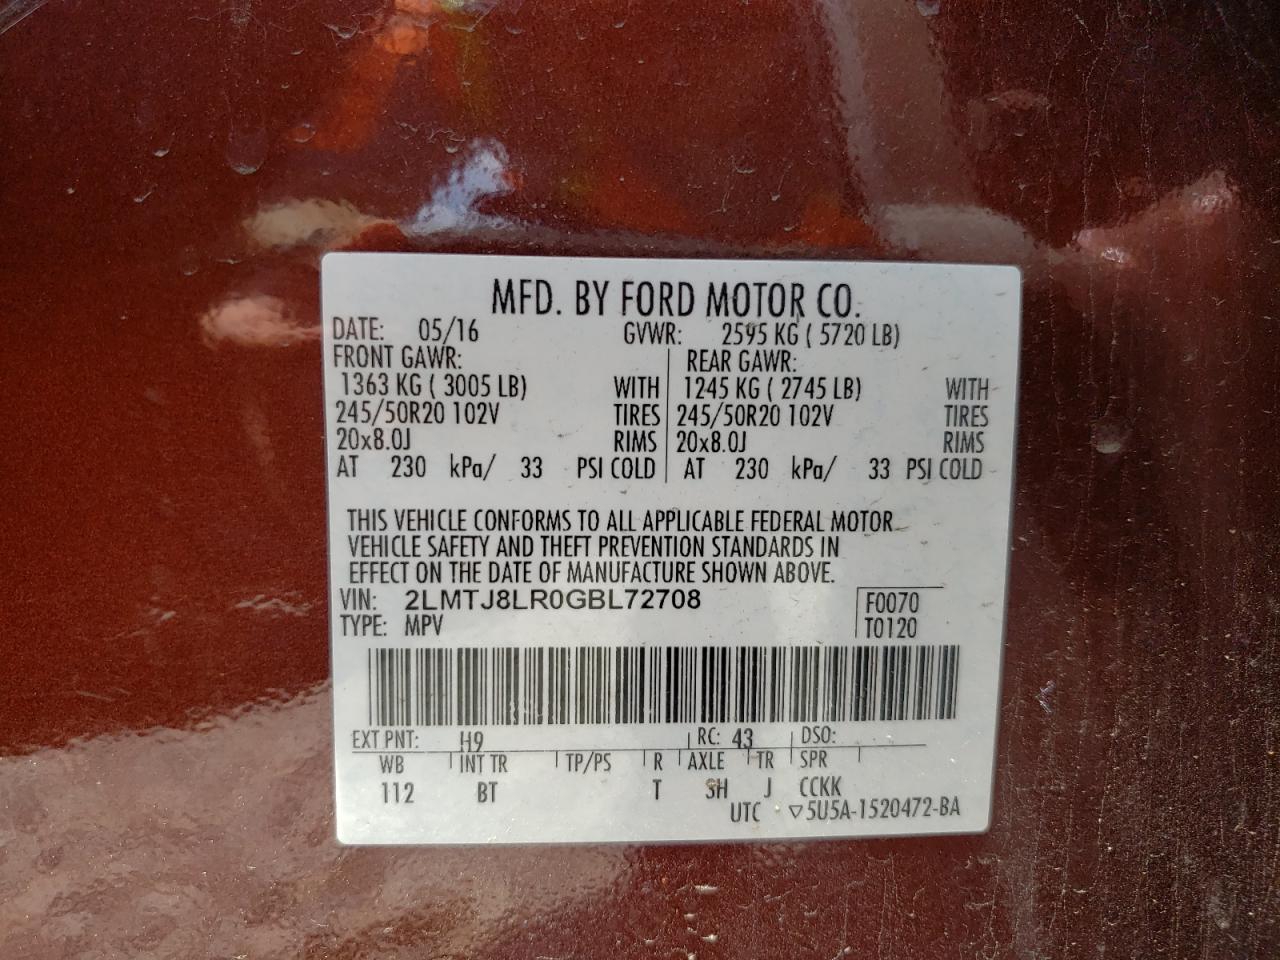 MFD. BY FORD MOTOR CO.
DATE: 05/16 GVWR: 2595 KG ( 5720 LB)
FRONT GAWR: REAR GAWR:
1363 KG ( 3005 LB) WITH 1245 KG ( 2745 LB) WITH
245/50R20 102V TIRES 245/50R20 102V TIRES
20x8.0J RIMS 20x8.0J RIMS
AT 230 kPa/ 33 PSI COLD AT 230 kPa/ 33 PSI COLD
THIS VEHICLE CONFORMS TO ALL APPLICABLE FEDERAL MOTOR
VEHICLE SAFETY AND THEFT PREVENTION STANDARDS IN
EFFECT ON THE DATE OF MANUFACTURE SHOWN ABOVE.
VIN: 2LMTJ8LR0GBL72708 F0070
TYPE: MPV T0120
EXT PNT: H9 RC: 43 DSO:
WB INT TR TP/PS R AXLE TR SPR
112 BT T SH J CCKK
UTC ▽5U5A-1520472-BA